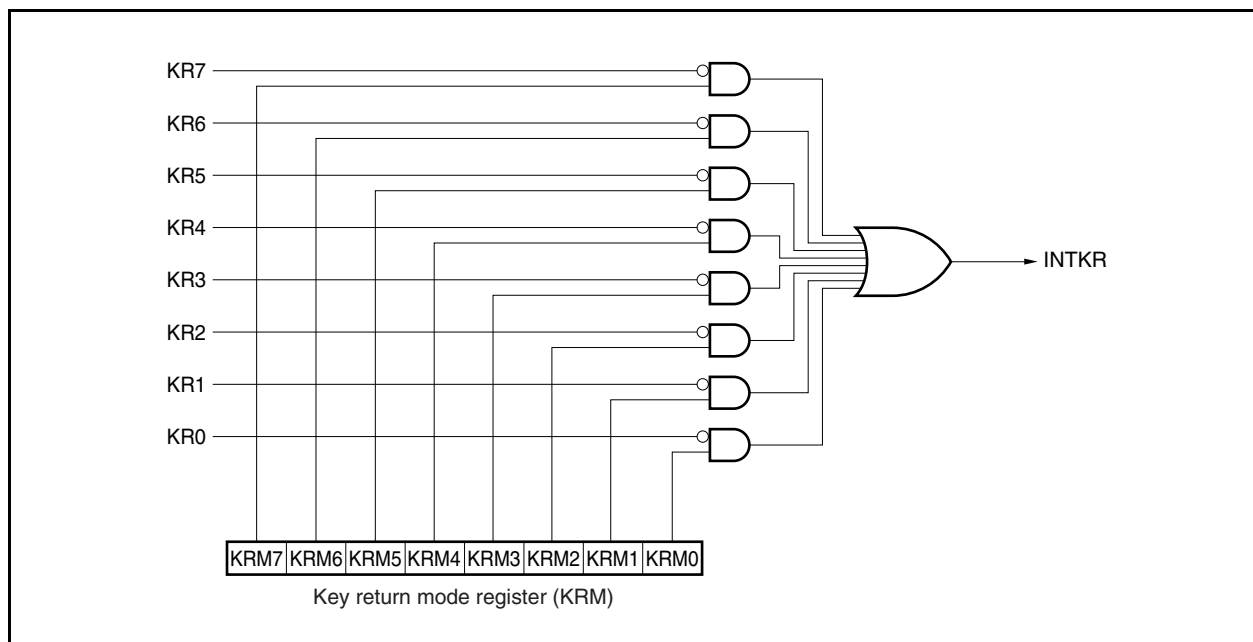 KR7
KR6
KR5
KR4
KR3
KR2
KR1
KR0
INTKR
KRM7 KRM6 KRM5 KRM4 KRM3 KRM2 KRM1 KRM0
Key return mode register (KRM)